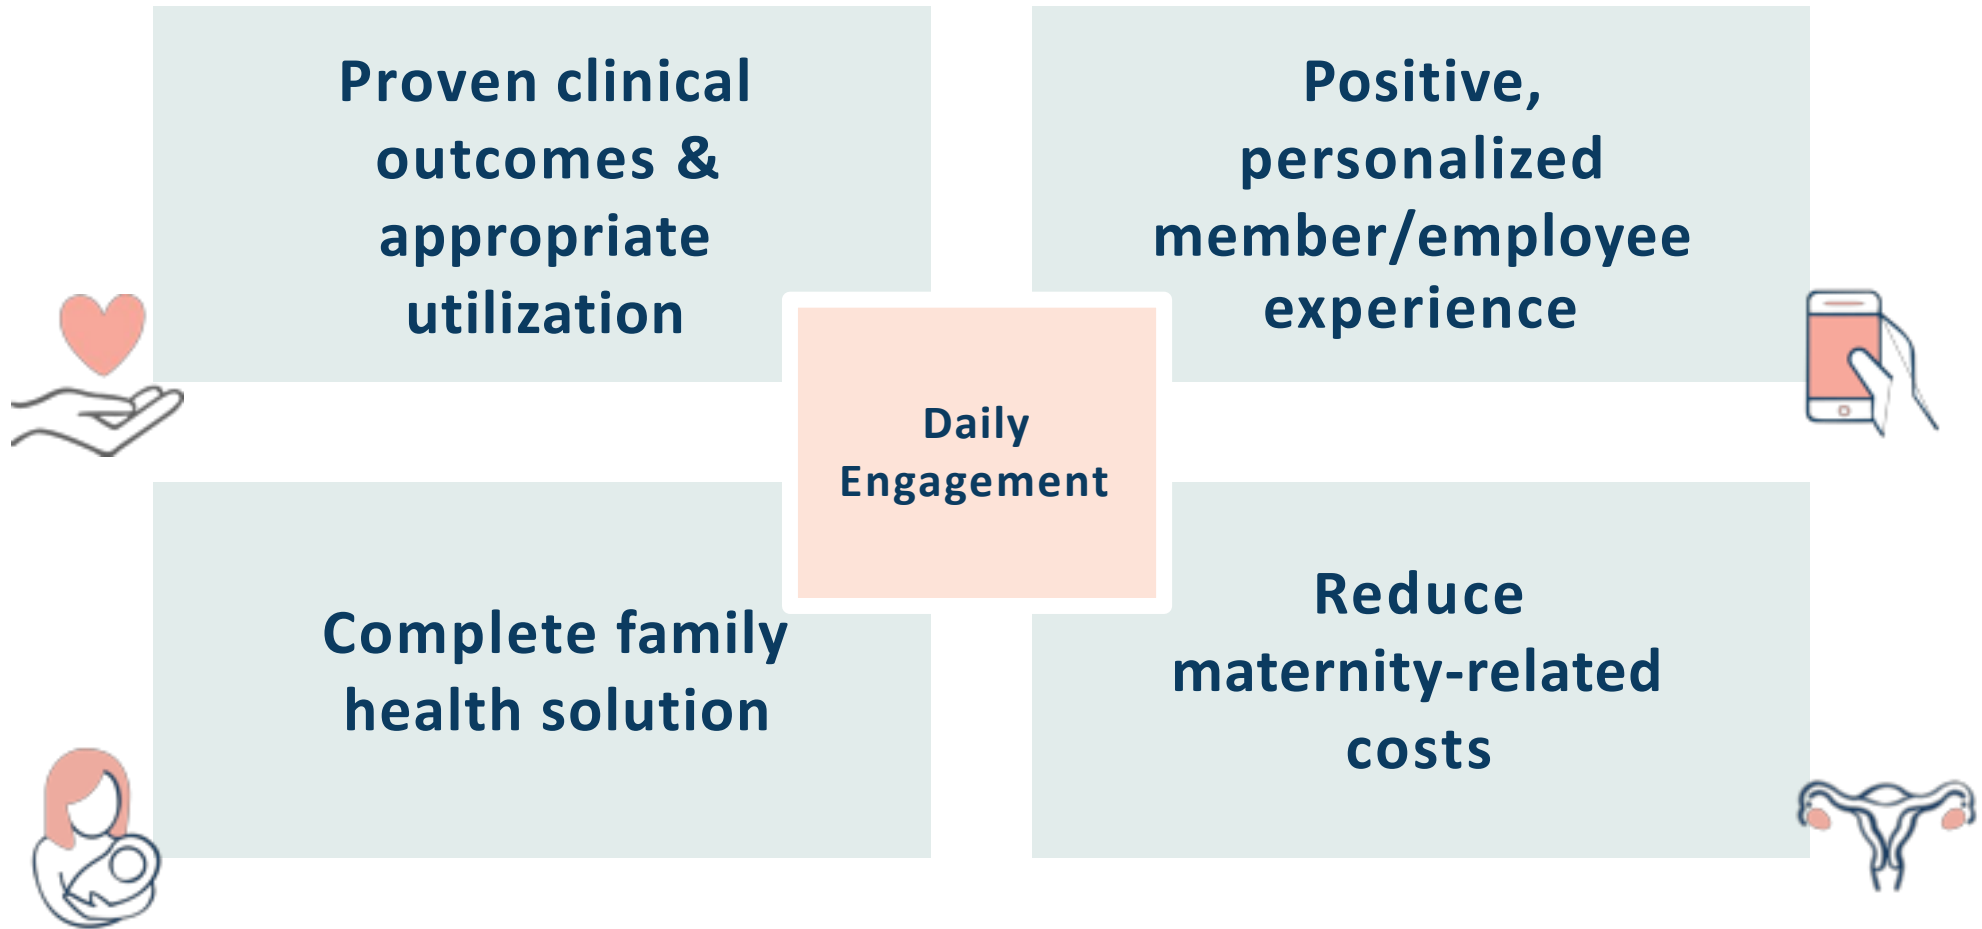 Proven clinical
outcomes &
appropriate
utilization
Positive,
personalized
member/employee
experience
Daily
Engagement
Complete family
health solution
Reduce
maternity-related
costs